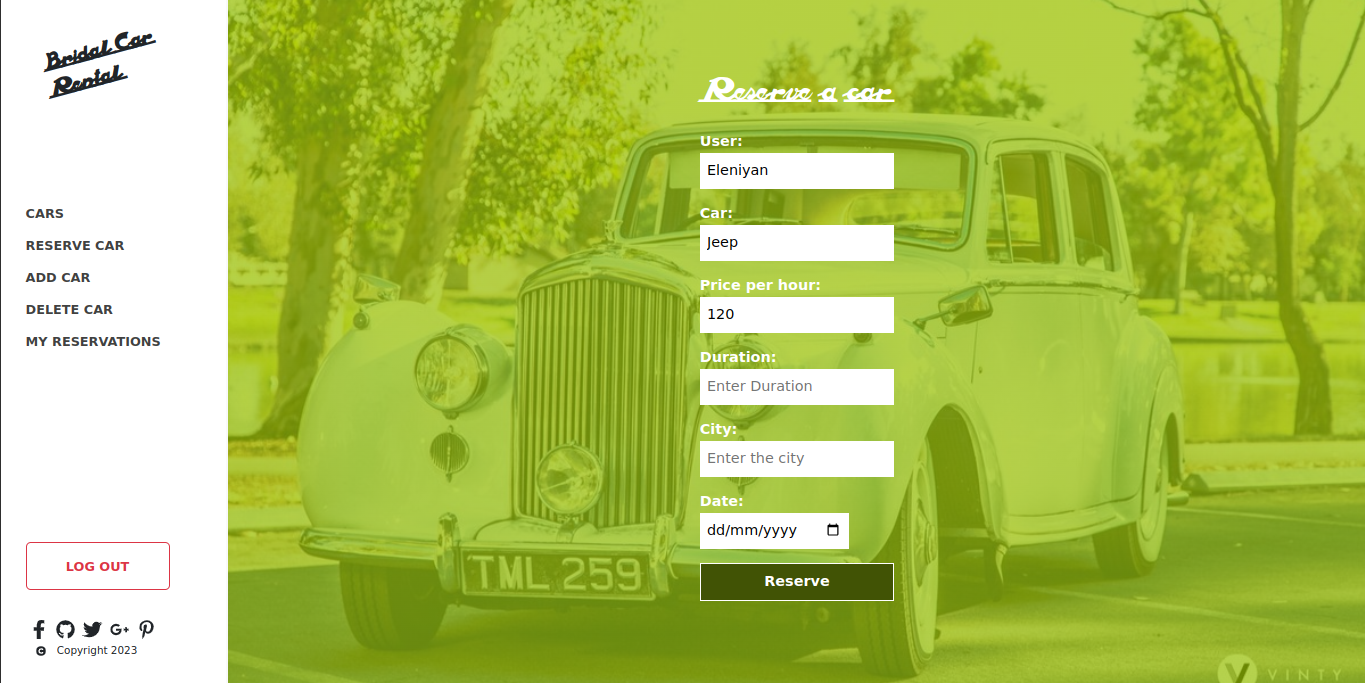 Bridal Car
Rental
CARS
RESERVE CAR
ADD CAR
DELETE CAR
MY RESERVATIONS
LOG OUT
G+
© Copyright 2023
Reserve a car
User:
Eleniyan
Car:
Jeep
Price per hour:
120
Duration:
Enter Duration
City:
Enter the city
Date:
dd/mm/yyyy
Reserve
TML 259
V VINTY